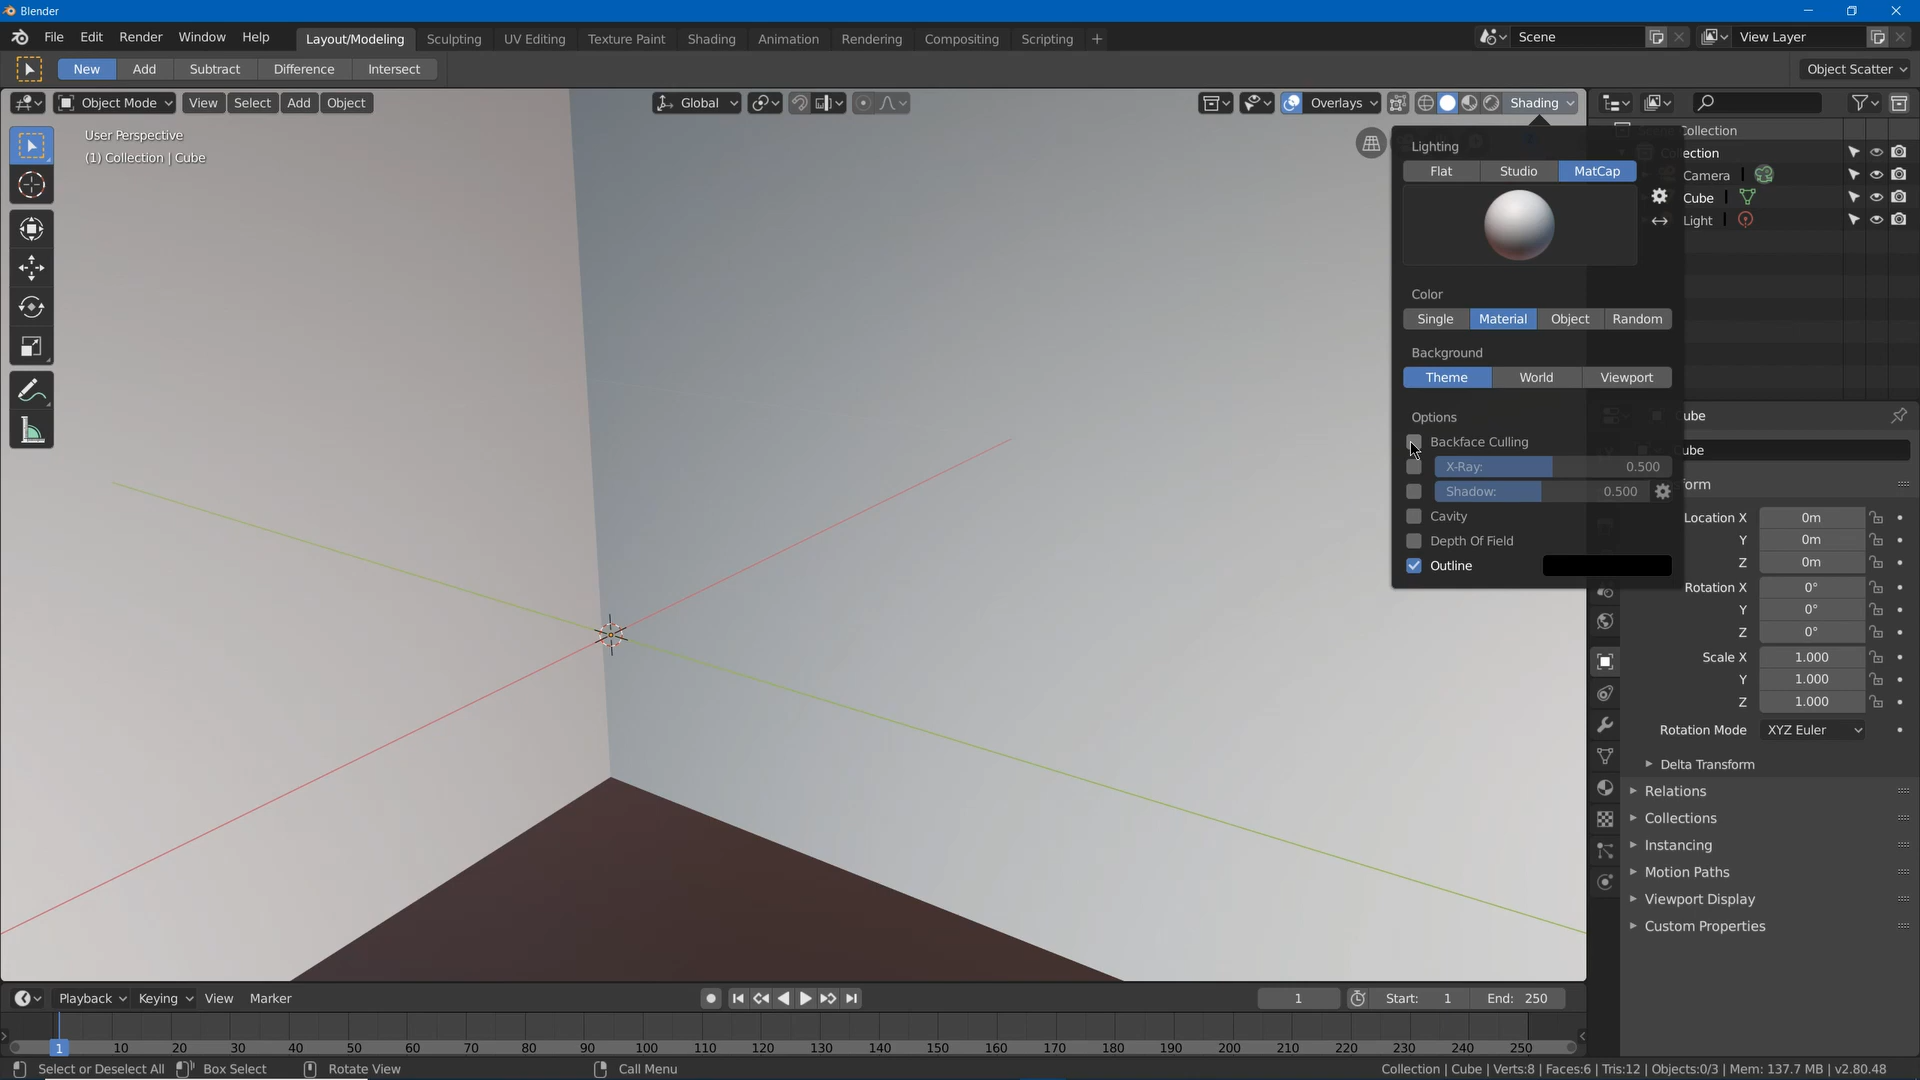 Blender
File Edit Render Window Help Layout/Modeling Sculpting UV Editing Texture Paint Shading Animation Rendering Compositing Scripting + Scene View Layer
New Add Subtract Difference Intersect Object Scatter
Object Mode View Select Add Object Global Overlays Shading
User Perspective
(1) Collection | Cube
Lighting
Flat Studio MatCap
Color
Single Material Object Random
Background
Theme World Viewport
Options
Backface Culling
X-Ray: 0.500
Shadow: 0.500
Cavity
Depth Of Field
Outline
Collection
Collection
Camera
Cube
Light
Cube
Cube
Location X 0m
Y 0m
Z 0m
Rotation X 0°
Y 0°
Z 0°
Scale X 1.000
Y 1.000
Z 1.000
Rotation Mode XYZ Euler
Delta Transform
Relations
Collections
Instancing
Motion Paths
Viewport Display
Custom Properties
Playback Keying View Marker 1 Start: 1 End: 250
1 10 20 30 40 50 60 70 80 90 100 110 120 130 140 150 160 170 180 190 200 210 220 230 240 250
Select or Deselect All Box Select Rotate View Call Menu Collection | Cube | Verts:8 | Faces:6 | Tris:12 | Objects:0/3 | Mem: 137.7 MB | v2.80.48